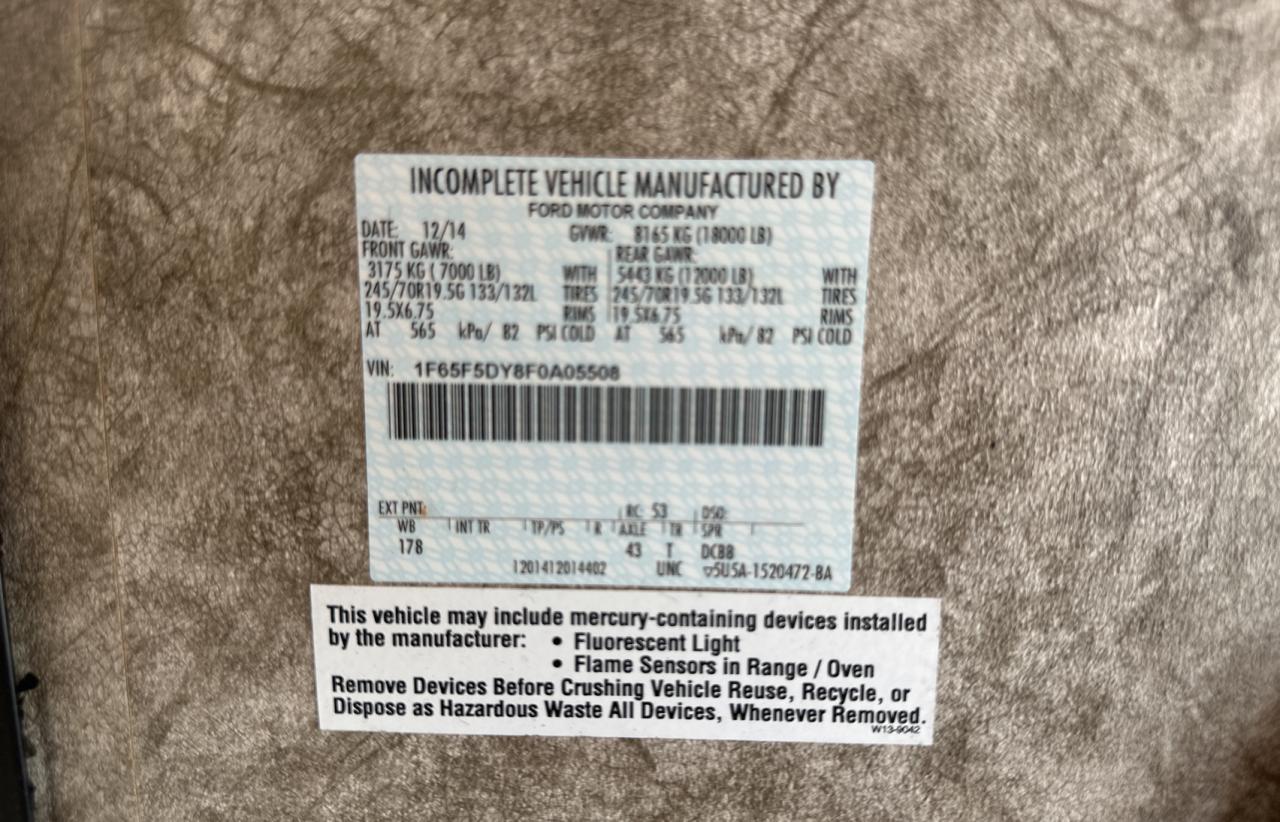 INCOMPLETE VEHICLE MANUFACTURED BY
FORD MOTOR COMPANY
DATE: 12/14 GVWR: 8165 KG (18000 LB)
FRONT GAWR: REAR GAWR:
3175 KG ( 7000 LB) WITH 5443 KG (12000 LB) WITH
245/70R19.5G 133/132L TIRES 245/70R19.5G 133/132L TIRES
19.5X6.75 RIMS 19.5X6.75 RIMS
AT 565 kPa/ 82 PSI COLD AT 565 kPa/ 82 PSI COLD
VIN: 1F65F5DY8F0A05508
EXT PNT: RC: 53 DSO:
WB INT TR TP/PS R AXLE TR SPR
178 43 T DCBB
1201412014402 UNC ▽5U5A-1520472-BA
This vehicle may include mercury-containing devices installed
by the manufacturer: • Fluorescent Light
• Flame Sensors in Range / Oven
Remove Devices Before Crushing Vehicle Reuse, Recycle, or
Dispose as Hazardous Waste All Devices, Whenever Removed.
W13-9042